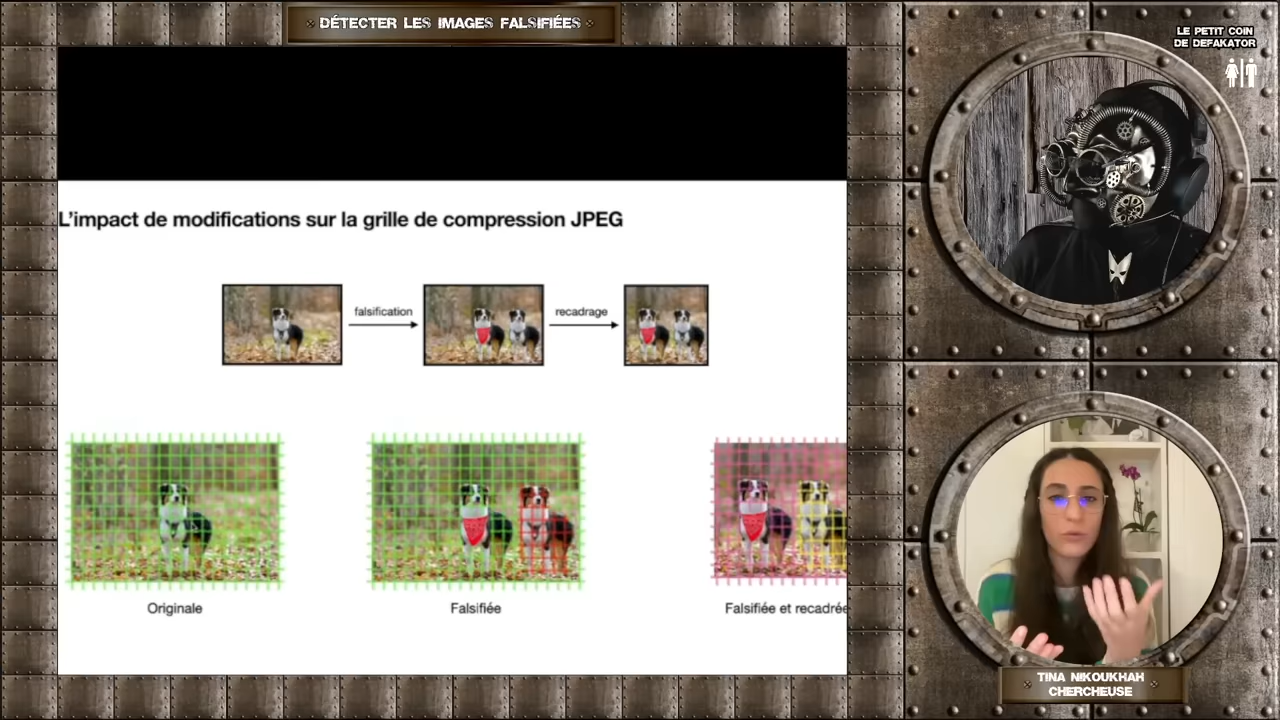 DÉTECTER LES IMAGES FALSIFIÉES
LE PETIT COIN
DE DEFAKATOR
L'impact de modifications sur la grille de compression JPEG
falsification
recadrage
Originale
Falsifiée
Falsifiée et recadrée
TINA NIKOUKHAH
CHERCHEUSE